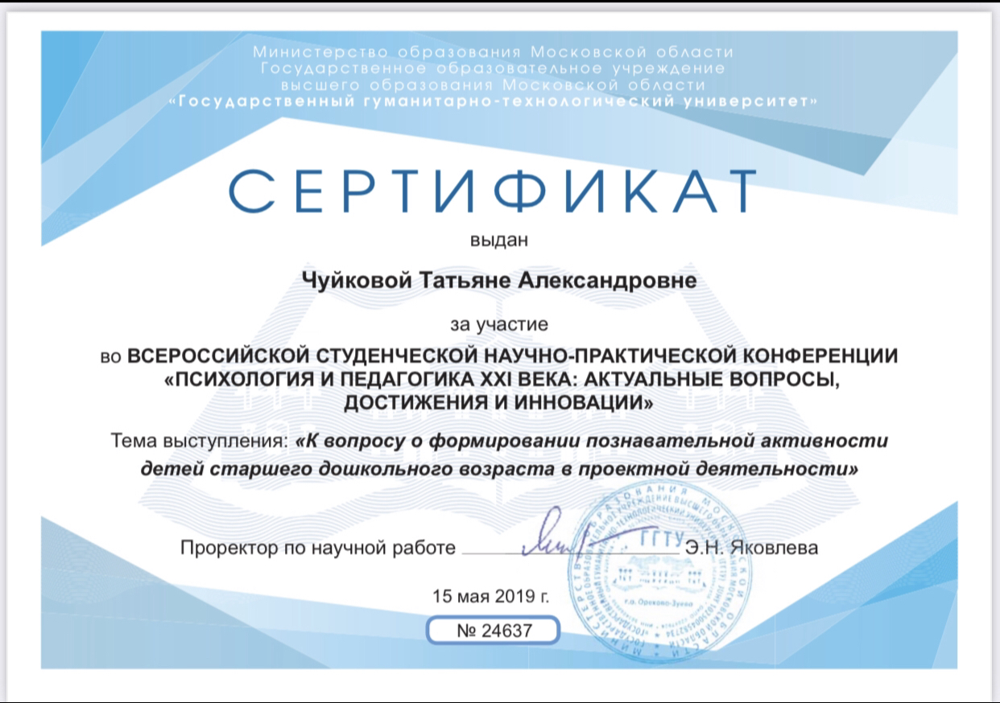 Министерство образования Московской области
Государственное образовательное учреждение
высшего образования Московской области
«Государственный гуманитарно-технологический университет»
СЕРТИФИКАТ
выдан
Чуйковой Татьяне Александровне
за участие
во ВСЕРОССИЙСКОЙ СТУДЕНЧЕСКОЙ НАУЧНО-ПРАКТИЧЕСКОЙ КОНФЕРЕНЦИИ
«ПСИХОЛОГИЯ И ПЕДАГОГИКА XXI ВЕКА: АКТУАЛЬНЫЕ ВОПРОСЫ,
ДОСТИЖЕНИЯ И ИННОВАЦИИ»
Тема выступления: «К вопросу о формировании познавательной активности
детей старшего дошкольного возраста в проектной деятельности»
Проректор по научной работе Э.Н. Яковлева
ГГТУ
г.о. Орехово-Зуево
15 мая 2019 г.
№ 24637